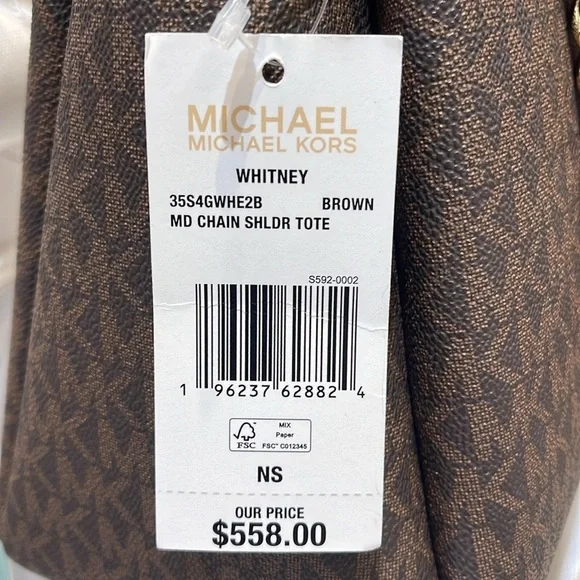 MICHAEL
MICHAEL KORS
WHITNEY
35S4GWHE2B BROWN
MD CHAIN SHLDR TOTE
S592-0002
1 96237 62882 4
FSC
MIX
Paper
FSC™ C012345
NS
OUR PRICE
$558.00